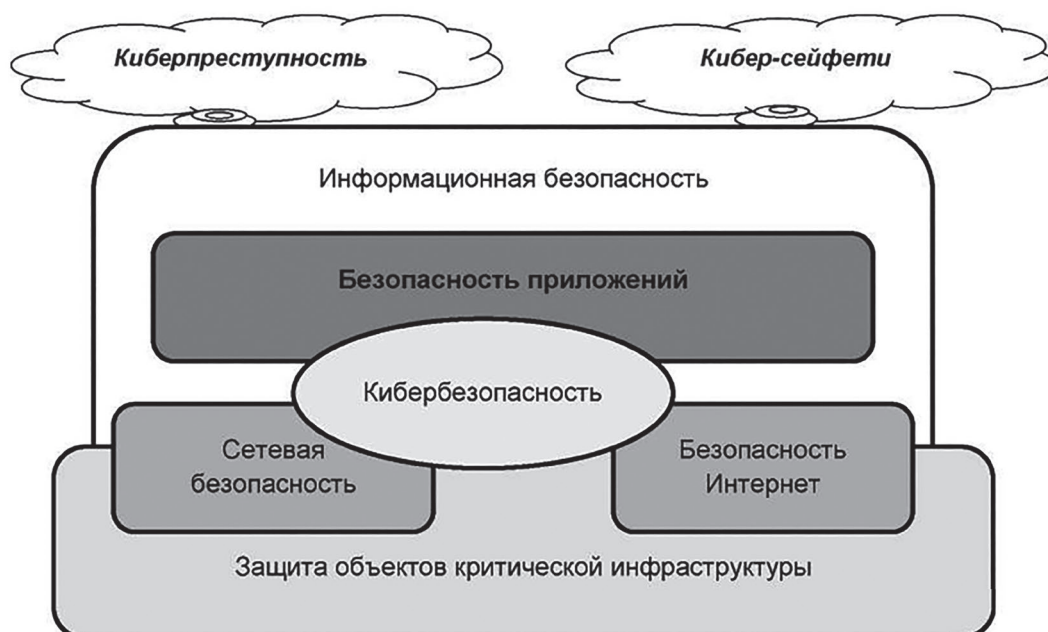 Киберпреступность
Кибер-сейфети
Информационная безопасность
Безопасность приложений
Кибербезопасность
Сетевая
безопасность
Безопасность
Интернет
Защита объектов критической инфраструктуры